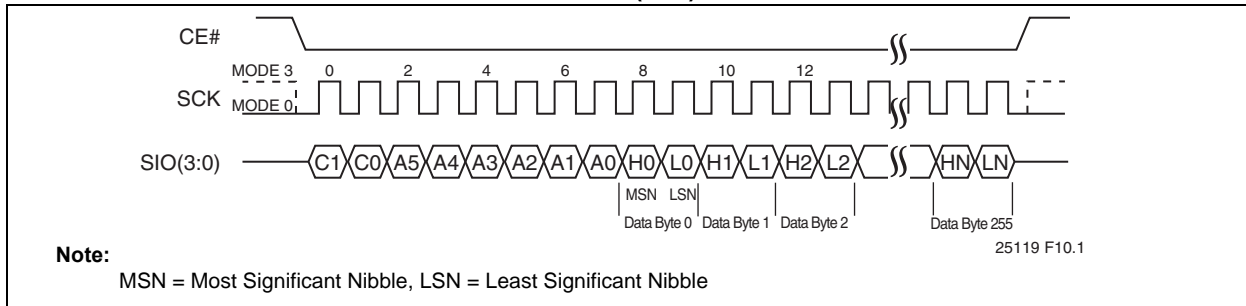 CE#
MODE 3 0 2 4 6 8 10 12
SCK MODE 0
SIO(3:0) C1 C0 A5 A4 A3 A2 A1 A0 H0 L0 H1 L1 H2 L2 HN LN
MSN LSN
Data Byte 0 Data Byte 1 Data Byte 2 Data Byte 255
25119 F10.1
Note:
MSN = Most Significant Nibble, LSN = Least Significant Nibble